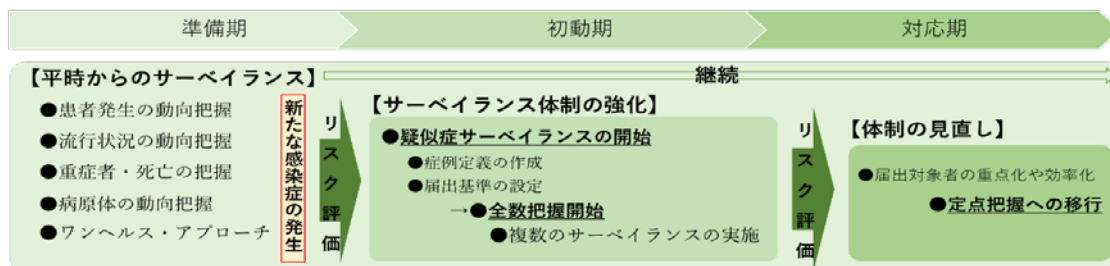 準備期
初動期
対応期
【平時からのサーベイランス】
継続
●患者発生の動向把握
●流行状況の動向把握
●重症者・死亡の把握
●病原体の動向把握
●ワンヘルス・アプローチ
新たな感染症の発生
リスク評価
【サーベイランス体制の強化】
●疑似症サーベイランスの開始
●症例定義の作成
●届出基準の設定
→●全数把握開始
●複数のサーベイランスの実施
リスク評価
【体制の見直し】
●届出対象者の重点化や効率化
●定点把握への移行